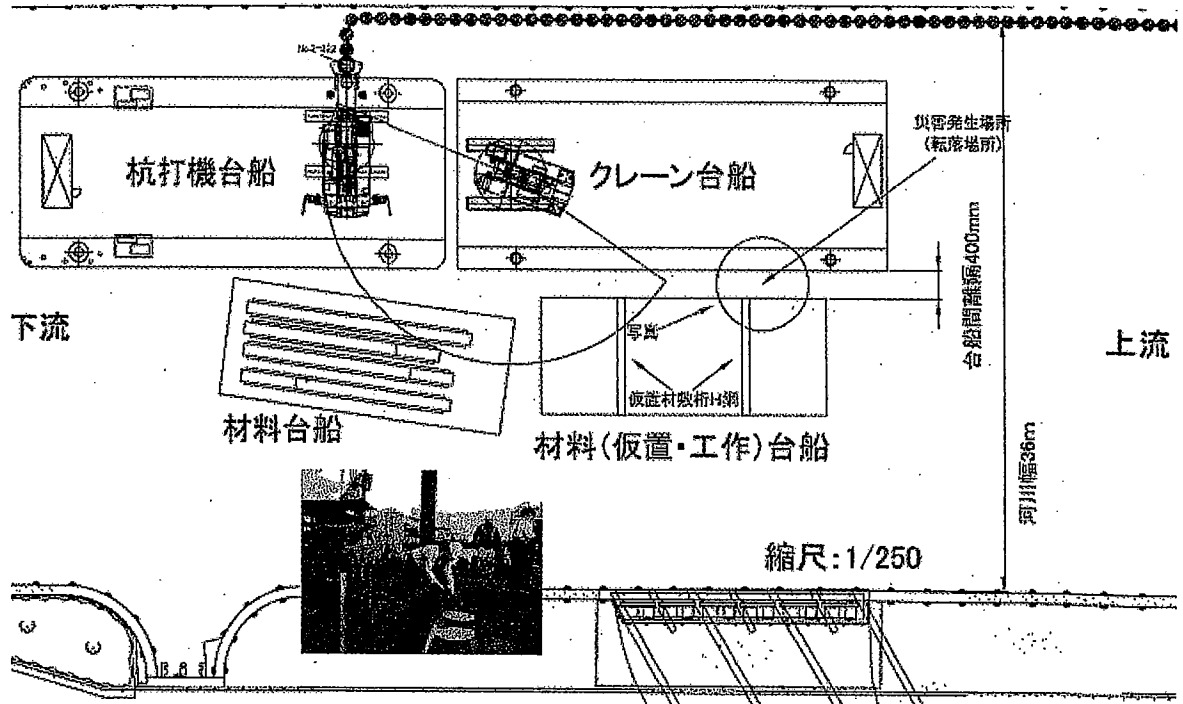 災害発生場所
(転落場所)
杭打機台船
クレーン台船
台船間離隔400mm
下流
上流
写真
仮置材敷桁H鋼
材料台船
材料(仮置・工作)台船
河川幅36m
縮尺:1/250